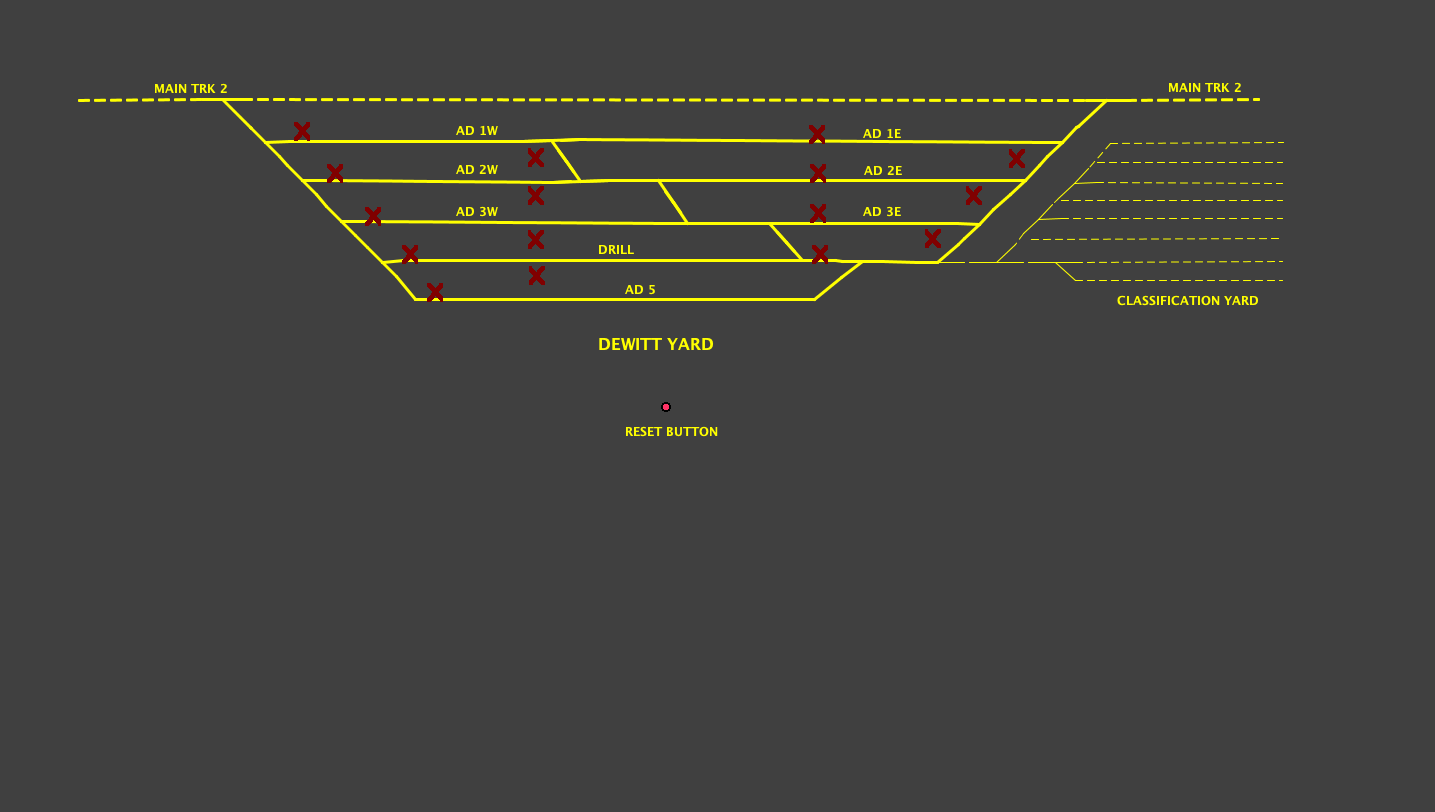 MAIN TRK 2
MAIN TRK 2
AD 1W
AD 1E
AD 2W
AD 2E
AD 3W
AD 3E
DRILL
AD 5
CLASSIFICATION YARD
DEWITT YARD
RESET BUTTON